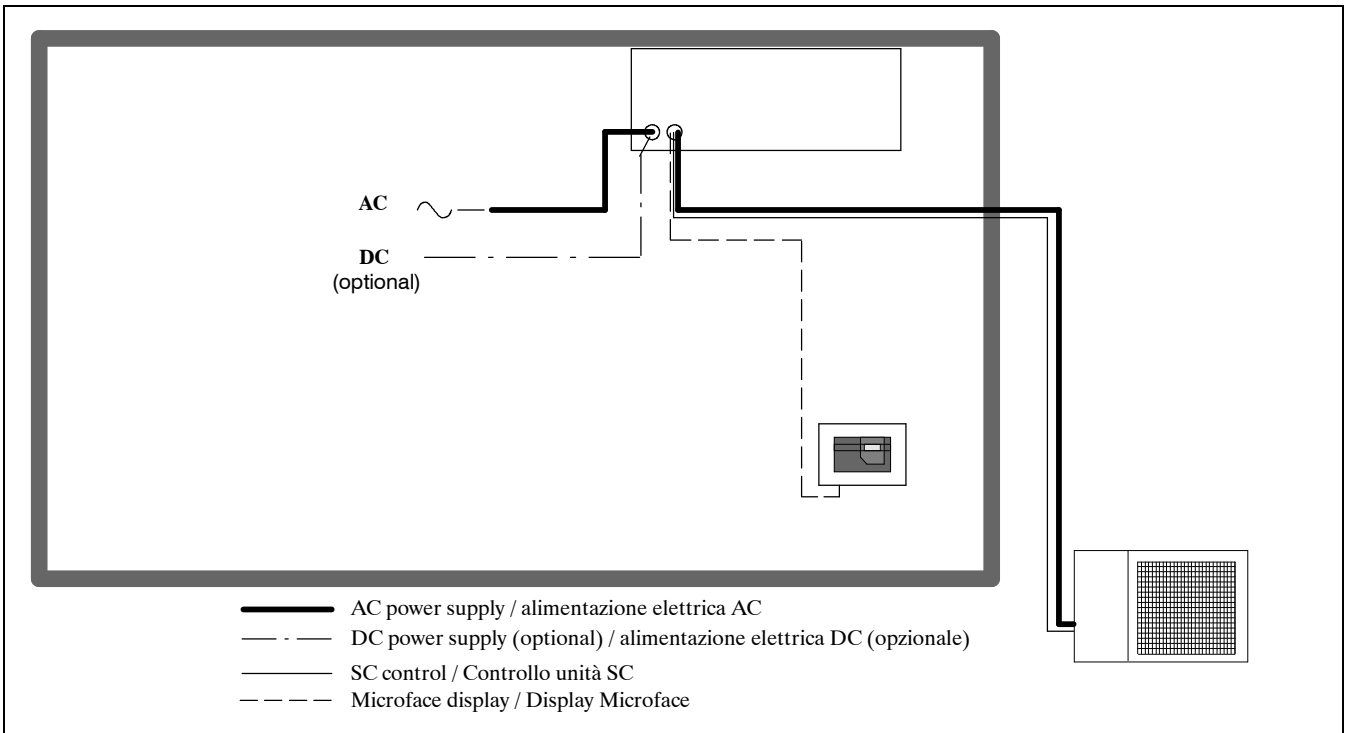 AC
DC
(optional)
AC power supply / alimentazione elettrica AC
DC power supply (optional) / alimentazione elettrica DC (opzionale)
SC control / Controllo unità SC
Microface display / Display Microface